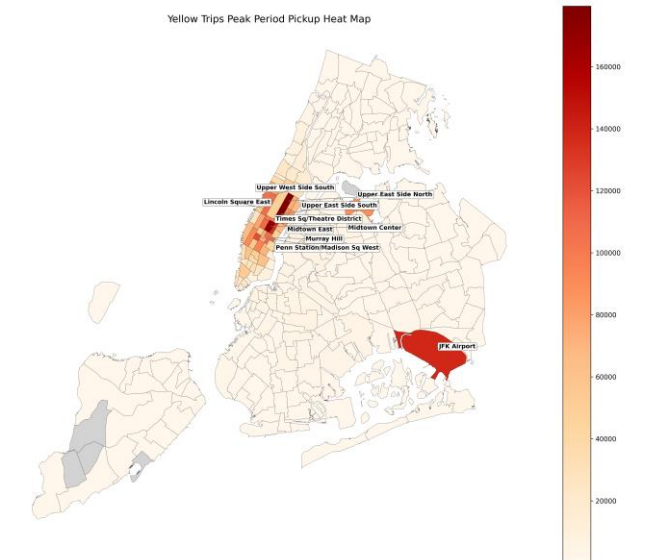 Yellow Trips Peak Period Pickup Heat Map
160000
140000
120000
100000
80000
60000
40000
20000
Upper West Side South
Upper East Side North
Lincoln Square East
Upper East Side South
Times Sq/Theatre District
Midtown East
Midtown Center
Murray Hill
Penn Station/Madison Sq West
JFK Airport